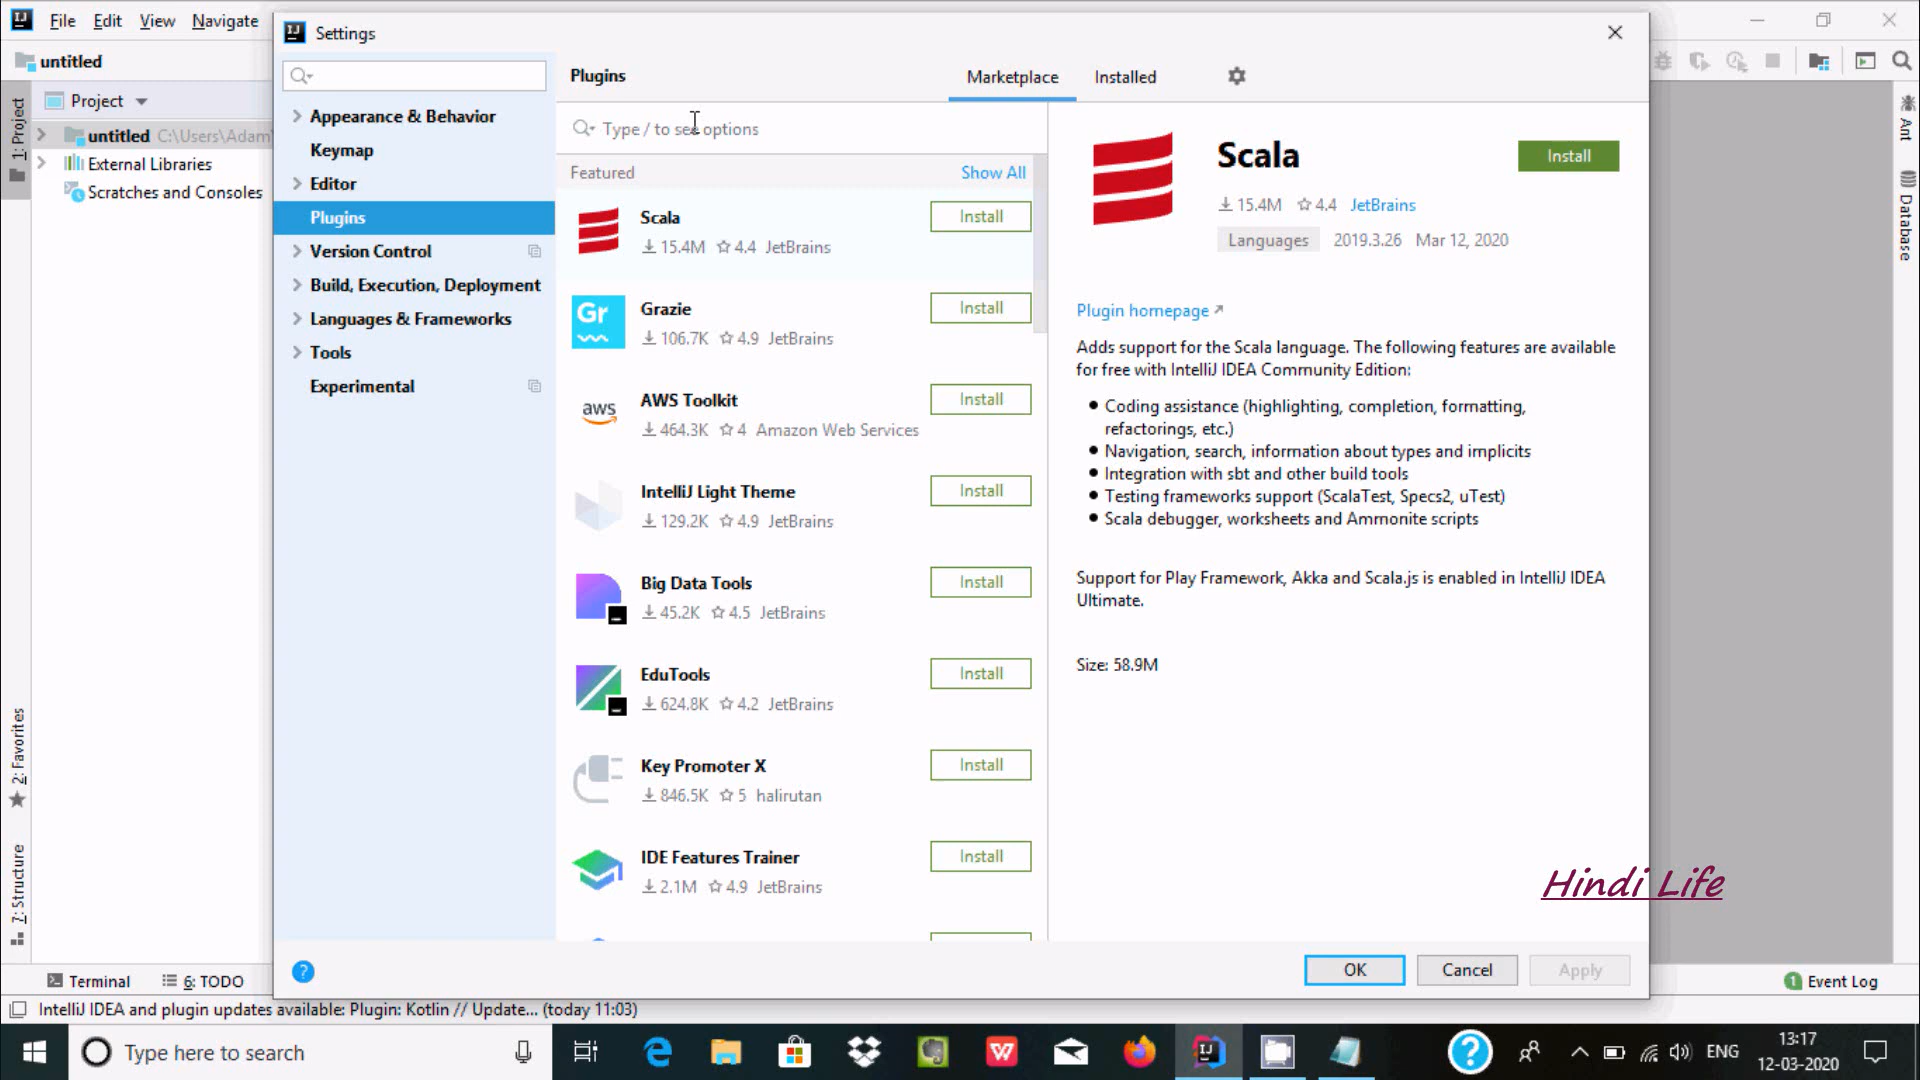 File Edit View Navigate
untitled
Project
untitled C:\Users\Adam
External Libraries
Scratches and Consoles
1: Project
2: Favorites
7: Structure
Settings
Appearance & Behavior
Keymap
Editor
Plugins
Version Control
Build, Execution, Deployment
Languages & Frameworks
Tools
Experimental
Plugins
Marketplace Installed
Type / to see options
Featured Show All
Scala Install
15.4M 4.4 JetBrains
Grazie Install
106.7K 4.9 JetBrains
AWS Toolkit Install
aws
464.3K 4 Amazon Web Services
IntelliJ Light Theme Install
129.2K 4.9 JetBrains
Big Data Tools Install
45.2K 4.5 JetBrains
EduTools Install
624.8K 4.2 JetBrains
Key Promoter X Install
846.5K 5 halirutan
IDE Features Trainer Install
2.1M 4.9 JetBrains
Scala Install
15.4M 4.4 JetBrains
Languages 2019.3.26 Mar 12, 2020
Plugin homepage
Adds support for the Scala language. The following features are available
for free with IntelliJ IDEA Community Edition:
Coding assistance (highlighting, completion, formatting,
refactorings, etc.)
Navigation, search, information about types and implicits
Integration with sbt and other build tools
Testing frameworks support (ScalaTest, Specs2, uTest)
Scala debugger, worksheets and Ammonite scripts
Support for Play Framework, Akka and Scala.js is enabled in IntelliJ IDEA
Ultimate.
Size: 58.9M
Hindi Life
OK Cancel Apply
Ant
Database
Terminal 6: TODO
1 Event Log
IntelliJ IDEA and plugin updates available: Plugin: Kotlin // Update... (today 11:03)
Type here to search
ENG
13:17
12-03-2020